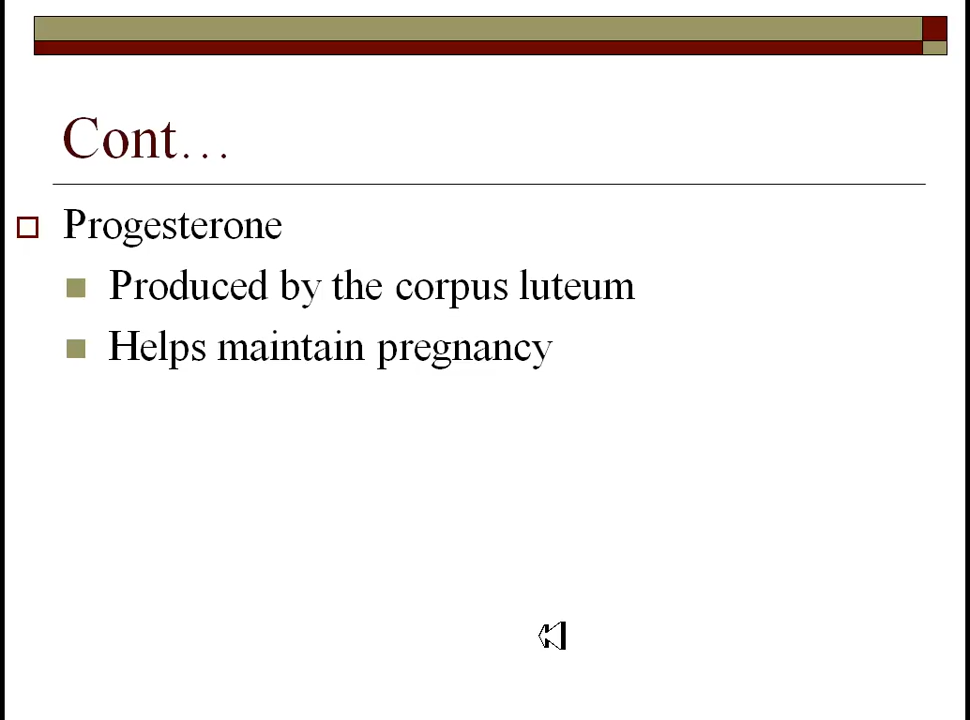 Cont…
Progesterone
Produced by the corpus luteum
Helps maintain pregnancy